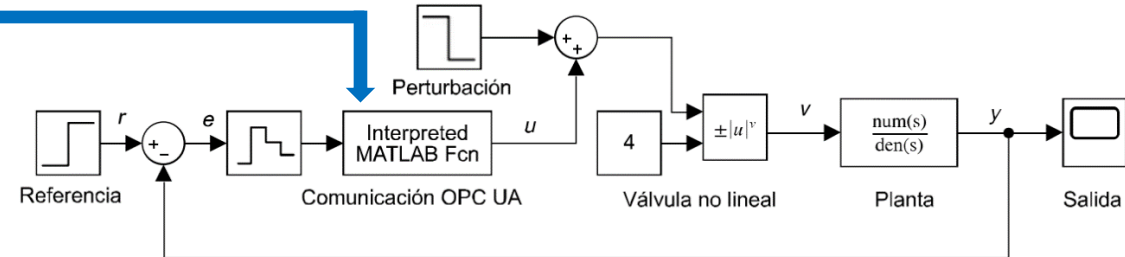 Perturbación
+
+
r
e
u
v
y
+
−
Interpreted
MATLAB Fcn
4
±|u|ᵛ
num(s)
den(s)
Referencia
Comunicación OPC UA
Válvula no lineal
Planta
Salida